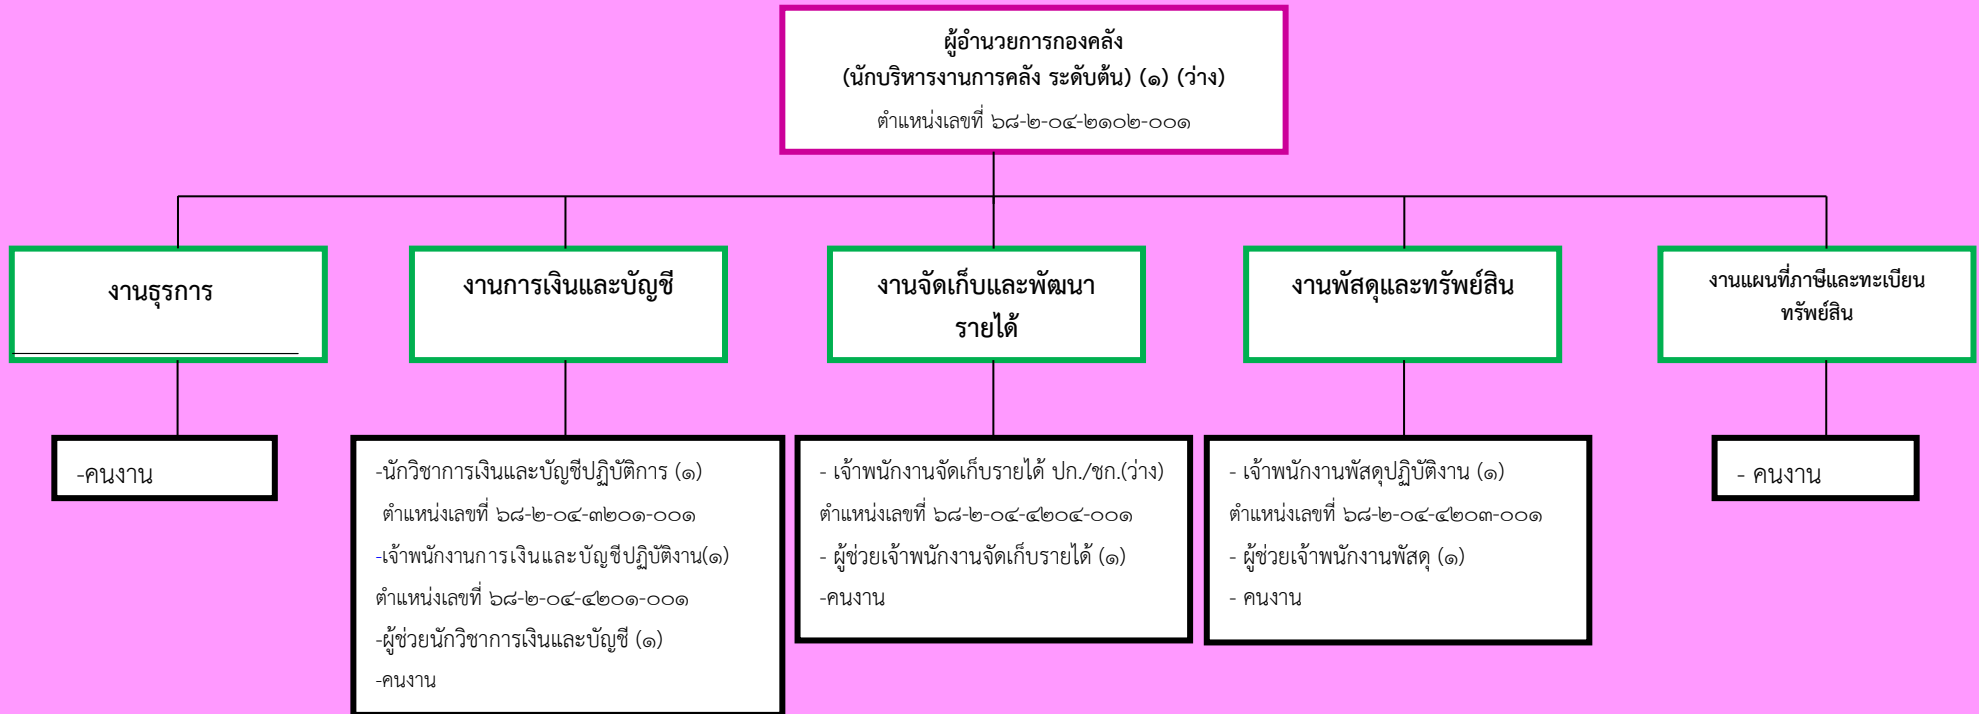 ผู้อำนวยการกองคลัง
(นักบริหารงานการคลัง ระดับต้น) (๑) (ว่าง)
ตำแหน่งเลขที่ ๖๘-๒-๐๔-๒๑๐๒-๐๐๑
งานธุรการ
งานการเงินและบัญชี
งานจัดเก็บและพัฒนา
รายได้
งานพัสดุและทรัพย์สิน
งานแผนที่ภาษีและทะเบียน
ทรัพย์สิน
-คนงาน
-นักวิชาการเงินและบัญชีปฏิบัติการ (๑)
ตำแหน่งเลขที่ ๖๘-๒-๐๔-๓๒๐๑-๐๐๑
-เจ้าพนักงานการเงินและบัญชีปฏิบัติงาน(๑)
ตำแหน่งเลขที่ ๖๘-๒-๐๔-๔๒๐๑-๐๐๑
-ผู้ช่วยนักวิชาการเงินและบัญชี (๑)
-คนงาน
- เจ้าพนักงานจัดเก็บรายได้ ปก./ชก.(ว่าง)
ตำแหน่งเลขที่ ๖๘-๒-๐๔-๔๒๐๔-๐๐๑
- ผู้ช่วยเจ้าพนักงานจัดเก็บรายได้ (๑)
-คนงาน
- เจ้าพนักงานพัสดุปฏิบัติงาน (๑)
ตำแหน่งเลขที่ ๖๘-๒-๐๔-๔๒๐๓-๐๐๑
- ผู้ช่วยเจ้าพนักงานพัสดุ (๑)
- คนงาน
- คนงาน